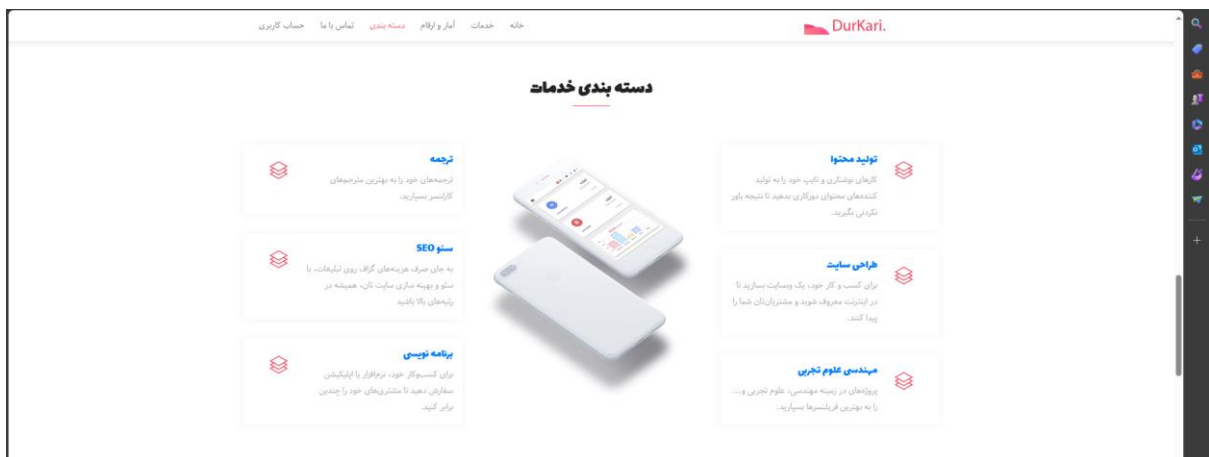 DurKari.
خانه خدمات آمار و ارقام دسته بندی تماس با ما حساب کاربری
دسته بندی خدمات
تولید محتوا
کارهای نوشتاری و تایپ خود را به تولید
کننده‌های محتوای دورکاری بدهید تا نتیجه باور
نکردنی بگیرید.
طراحی سایت
برای کسب و کار خود، یک وبسایت بسازید تا
در اینترنت معروف شوید و مشتریان‌تان شما را
پیدا کنند.
مهندسی علوم تجربی
پروژه‌های در زمینه مهندسی، علوم تجربی و...
را به بهترین فریلنسرها بسپارید.
ترجمه
ترجمه‌های خود را به بهترین مترجم‌های
کارلنسر بسپارید.
سئو SEO
به جای صرف هزینه‌های گزاف روی تبلیغات، با
سئو و بهینه سازی سایت تان، همیشه در
رتبه‌های بالا باشید
برنامه نویسی
برای کسب‌وکار خود، نرم‌افزار یا اپلیکیشن
سفارش دهید تا مشتری‌های خود را چندین
برابر کنید.